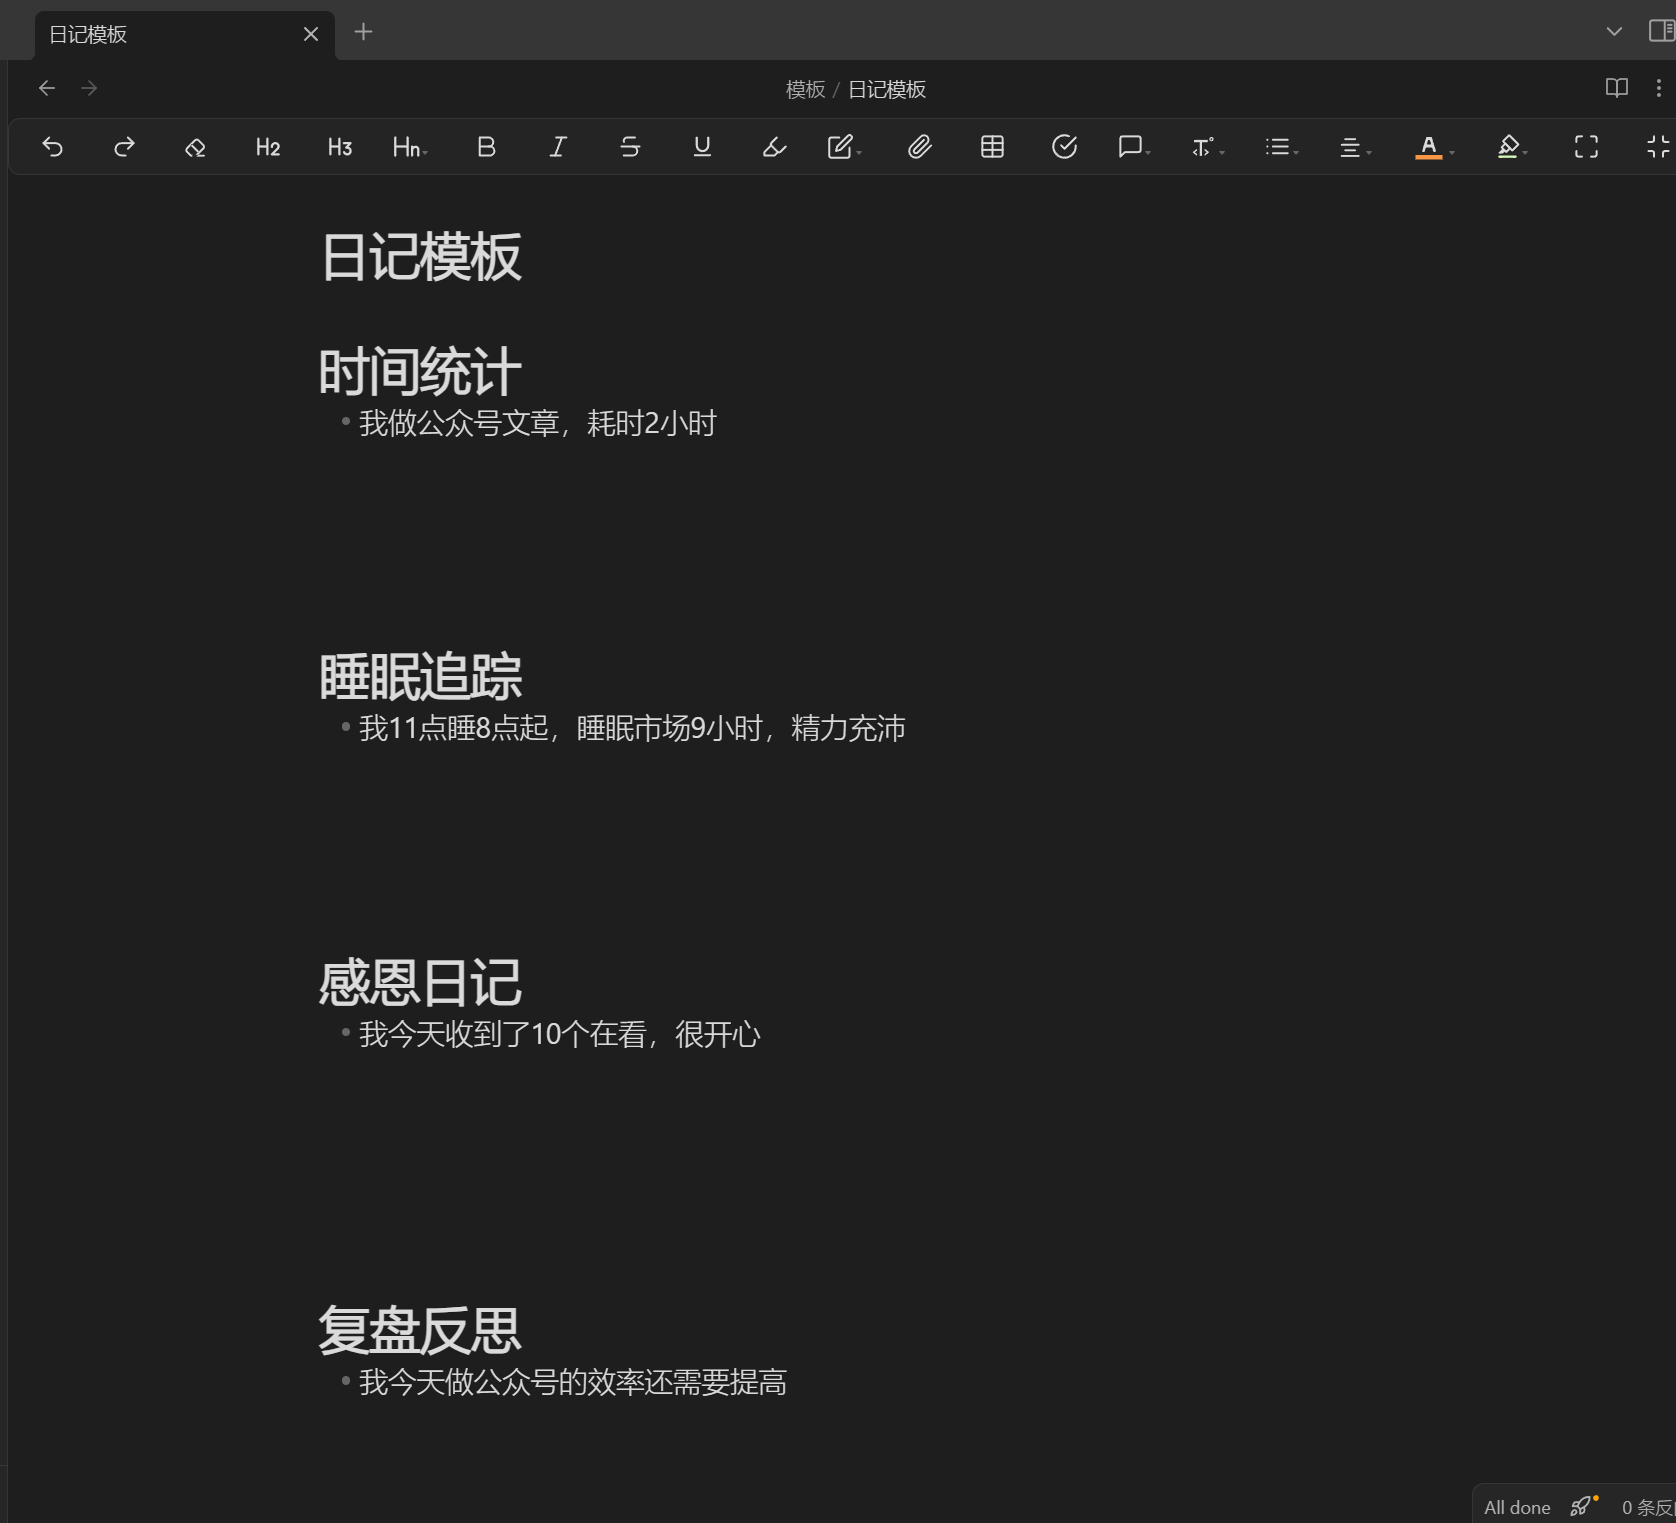 日记模板
模板 / 日记模板
H2 H3 Hn B I S U T A
日记模板
时间统计
我做公众号文章，耗时2小时
睡眠追踪
我11点睡8点起，睡眠市场9小时，精力充沛
感恩日记
我今天收到了10个在看，很开心
复盘反思
我今天做公众号的效率还需要提高
All done 0 条反